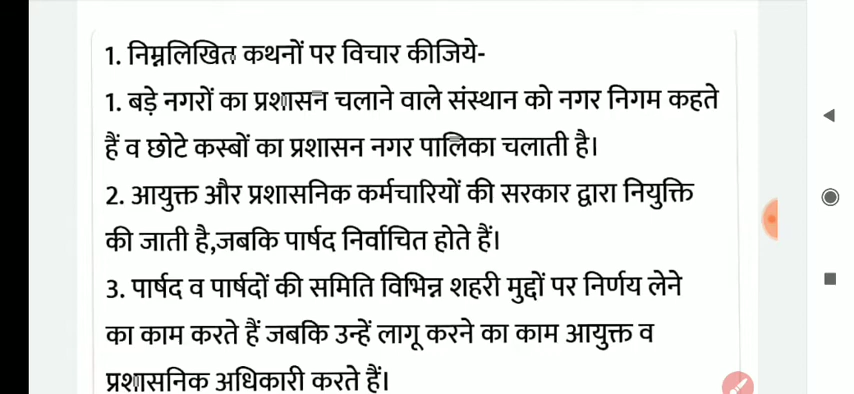 1. निम्नलिखित कथनों पर विचार कीजिये-
1. बड़े नगरों का प्रशासन चलाने वाले संस्थान को नगर निगम कहते
हैं व छोटे कस्बों का प्रशासन नगर पालिका चलाती है।
2. आयुक्त और प्रशासनिक कर्मचारियों की सरकार द्वारा नियुक्ति
की जाती है,जबकि पार्षद निर्वाचित होते हैं।
3. पार्षद व पार्षदों की समिति विभिन्न शहरी मुद्दों पर निर्णय लेने
का काम करते हैं जबकि उन्हें लागू करने का काम आयुक्त व
प्रशासनिक अधिकारी करते हैं।